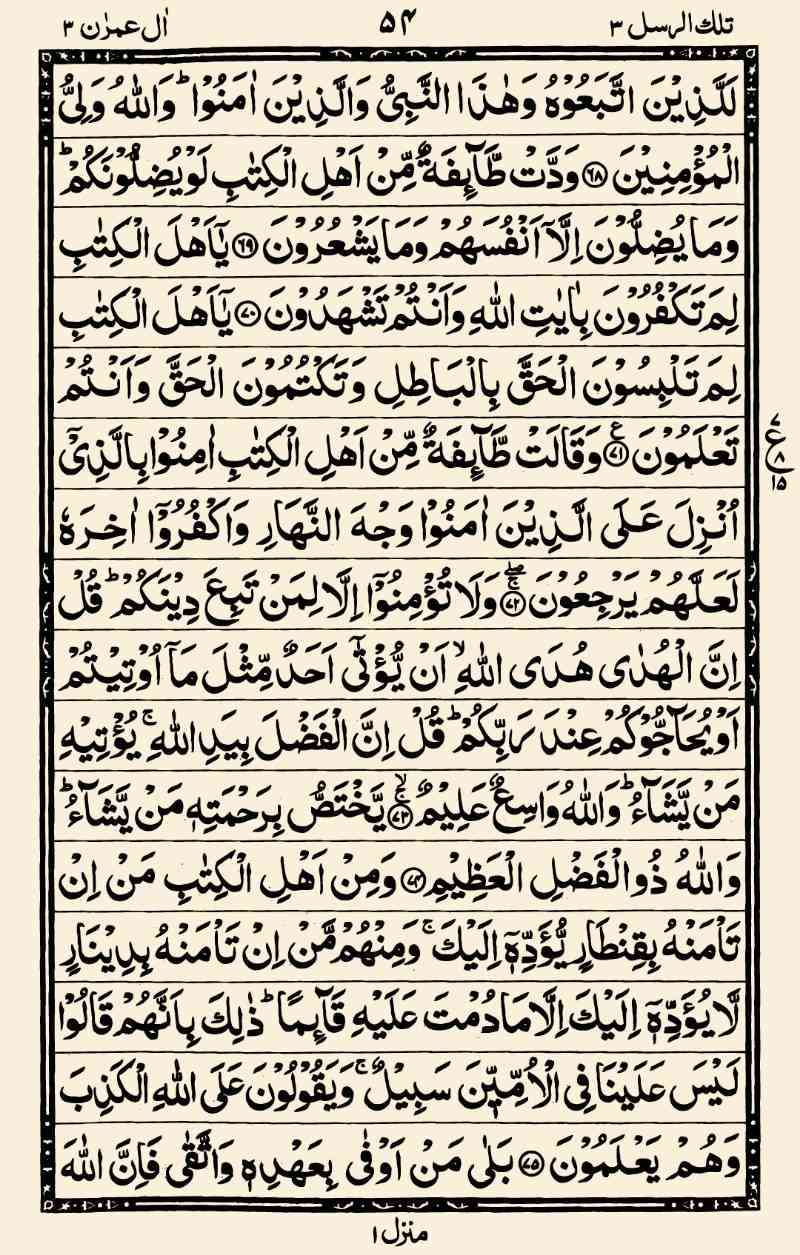 تلك الرسل ٣ ۵۴ اٰل عمرٰن ٣
لَلَّذِيْنَ اتَّبَعُوْهُ وَهٰذَا النَّبِىُّ وَالَّذِيْنَ اٰمَنُوْا ؕ وَاللّٰهُ وَلِىُّ
الْمُؤْمِنِيْنَ ﴿۶۸﴾ وَدَّتْ طَّآئِفَةٌ مِّنْ اَهْلِ الْكِتٰبِ لَوْ يُضِلُّوْنَكُمْ ؕ
وَمَا يُضِلُّوْنَ اِلَّاۤ اَنْفُسَهُمْ وَمَا يَشْعُرُوْنَ ﴿۶۹﴾ يٰۤاَهْلَ الْكِتٰبِ
لِمَ تَكْفُرُوْنَ بِاٰيٰتِ اللّٰهِ وَاَنْتُمْ تَشْهَدُوْنَ ﴿۷۰﴾ يٰۤاَهْلَ الْكِتٰبِ
لِمَ تَلْبِسُوْنَ الْحَقَّ بِالْبَاطِلِ وَتَكْتُمُوْنَ الْحَقَّ وَاَنْتُمْ
تَعْلَمُوْنَ ﴿۷۱﴾ ع وَقَالَتْ طَّآئِفَةٌ مِّنْ اَهْلِ الْكِتٰبِ اٰمِنُوْا بِالَّذِىْۤ
۷ ع ۸ ۱۵
اُنْزِلَ عَلَى الَّذِيْنَ اٰمَنُوْا وَجْهَ النَّهَارِ وَاكْفُرُوْۤا اٰخِرَهٗ
لَعَلَّهُمْ يَرْجِعُوْنَ ﴿۷۲﴾ ۚۖ وَلَا تُؤْمِنُوْۤا اِلَّا لِمَنْ تَبِعَ دِيْنَكُمْ ؕ قُلْ
اِنَّ الْهُدٰى هُدَى اللّٰهِ ۙ اَنْ يُّؤْتٰٓى اَحَدٌ مِّثْلَ مَاۤ اُوْتِيْتُمْ
اَوْ يُحَآجُّوْكُمْ عِنْدَ رَبِّكُمْ ؕ قُلْ اِنَّ الْفَضْلَ بِيَدِ اللّٰهِ ۚ يُؤْتِيْهِ
مَنْ يَّشَآءُ ؕ وَاللّٰهُ وَاسِعٌ عَلِيْمٌ ﴿۷۳﴾ ۚۙ يَّخْتَصُّ بِرَحْمَتِهٖ مَنْ يَّشَآءُ ؕ
وَاللّٰهُ ذُو الْفَضْلِ الْعَظِيْمِ ﴿۷۴﴾ وَمِنْ اَهْلِ الْكِتٰبِ مَنْ اِنْ
تَاْمَنْهُ بِقِنْطَارٍ يُّؤَدِّهٖۤ اِلَيْكَ ۚ وَمِنْهُمْ مَّنْ اِنْ تَاْمَنْهُ بِدِيْنَارٍ
لَّا يُؤَدِّهٖۤ اِلَيْكَ اِلَّا مَا دُمْتَ عَلَيْهِ قَآئِمًا ؕ ذٰلِكَ بِاَنَّهُمْ قَالُوْا
لَيْسَ عَلَيْنَا فِى الْاُمِّيّٖنَ سَبِيْلٌ ۚ وَيَقُوْلُوْنَ عَلَى اللّٰهِ الْكَذِبَ
وَهُمْ يَعْلَمُوْنَ ﴿۷۵﴾ بَلٰى مَنْ اَوْفٰى بِعَهْدِهٖ وَاتَّقٰى فَاِنَّ اللّٰهَ
منزل ۱